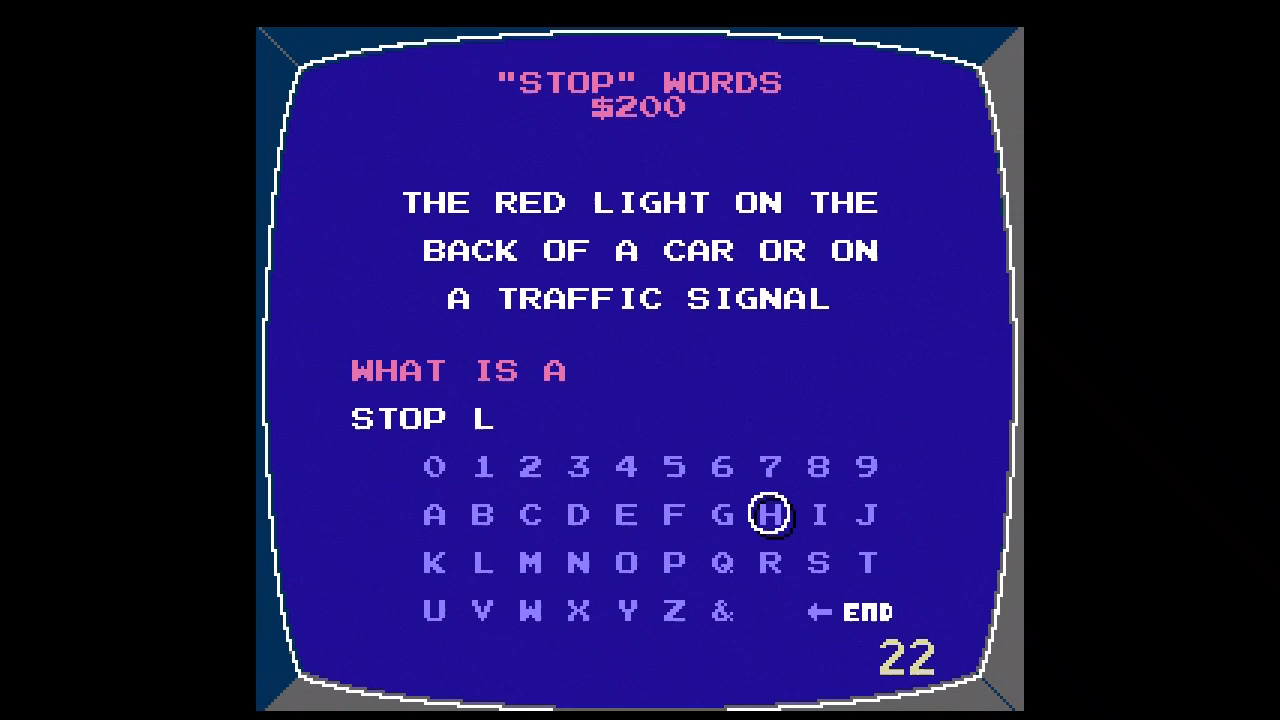 "STOP" WORDS
$200
THE RED LIGHT ON THE
BACK OF A CAR OR ON
A TRAFFIC SIGNAL
WHAT IS A
STOP L
0 1 2 3 4 5 6 7 8 9
A B C D E F G H I J
K L M N O P Q R S T
U V W X Y Z & ← END
22